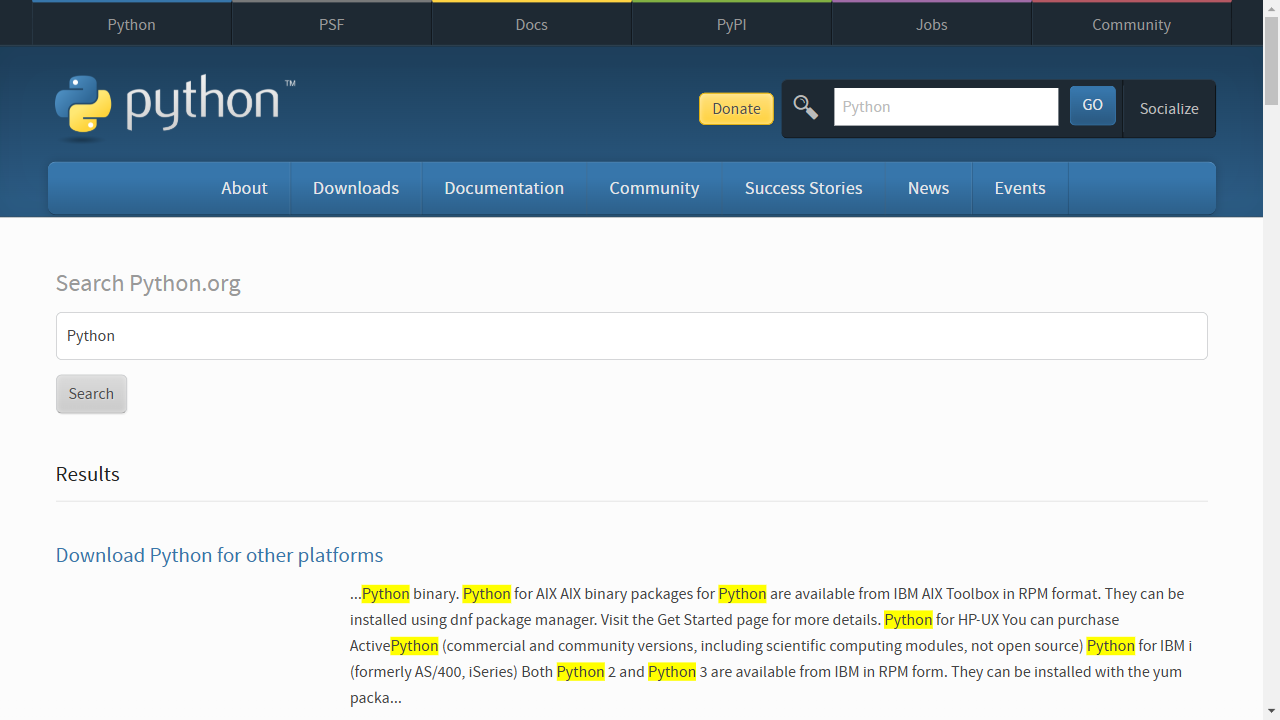 Python PSF Docs PyPI Jobs Community
python™
Donate Python GO Socialize
About Downloads Documentation Community Success Stories News Events
Search Python.org
Python
Search
Results
Download Python for other platforms
...Python binary. Python for AIX AIX binary packages for Python are available from IBM AIX Toolbox in RPM format. They can be
installed using dnf package manager. Visit the Get Started page for more details. Python for HP-UX You can purchase
ActivePython (commercial and community versions, including scientific computing modules, not open source) Python for IBM i
(formerly AS/400, iSeries) Both Python 2 and Python 3 are available from IBM in RPM form. They can be installed with the yum
packa...